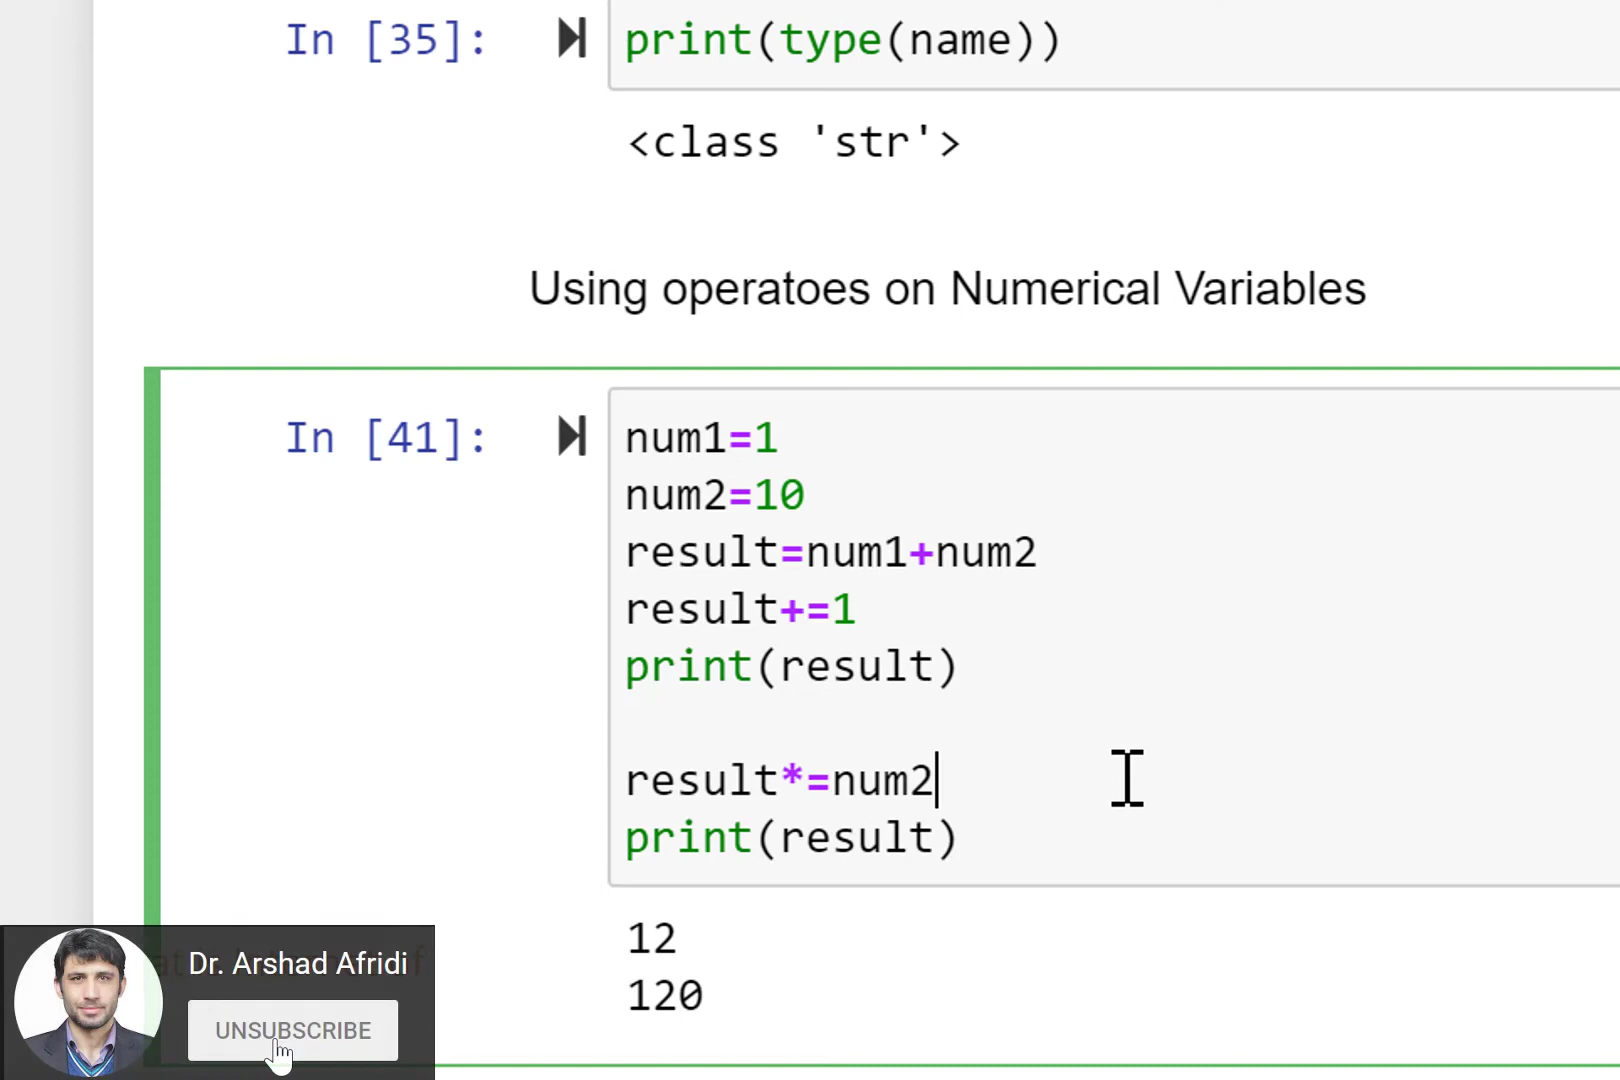 In [35]: print(type(name))
<class 'str'>
Using operatoes on Numerical Variables
In [41]: num1=1
num2=10
result=num1+num2
result+=1
print(result)
result*=num2
print(result)
12
120
Dr. Arshad Afridi
UNSUBSCRIBE